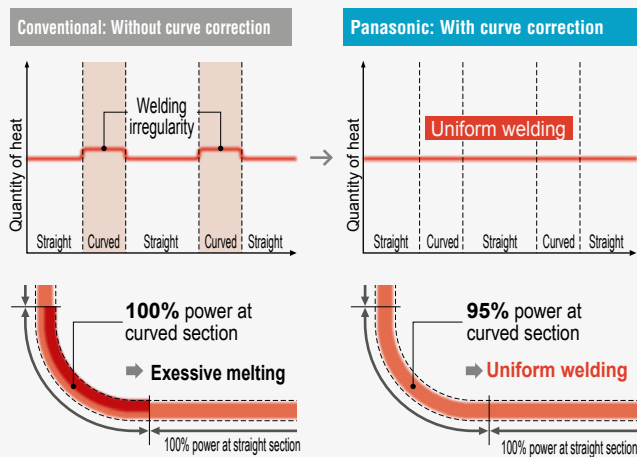 Conventional: Without curve correction
Quantity of heat
Welding
irregularity
Straight
Curved
Straight
Curved
Straight
100% power at
curved section
Exessive melting
100% power at straight section
Panasonic: With curve correction
Quantity of heat
Uniform welding
Straight
Curved
Straight
Curved
Straight
95% power at
curved section
Uniform welding
100% power at straight section